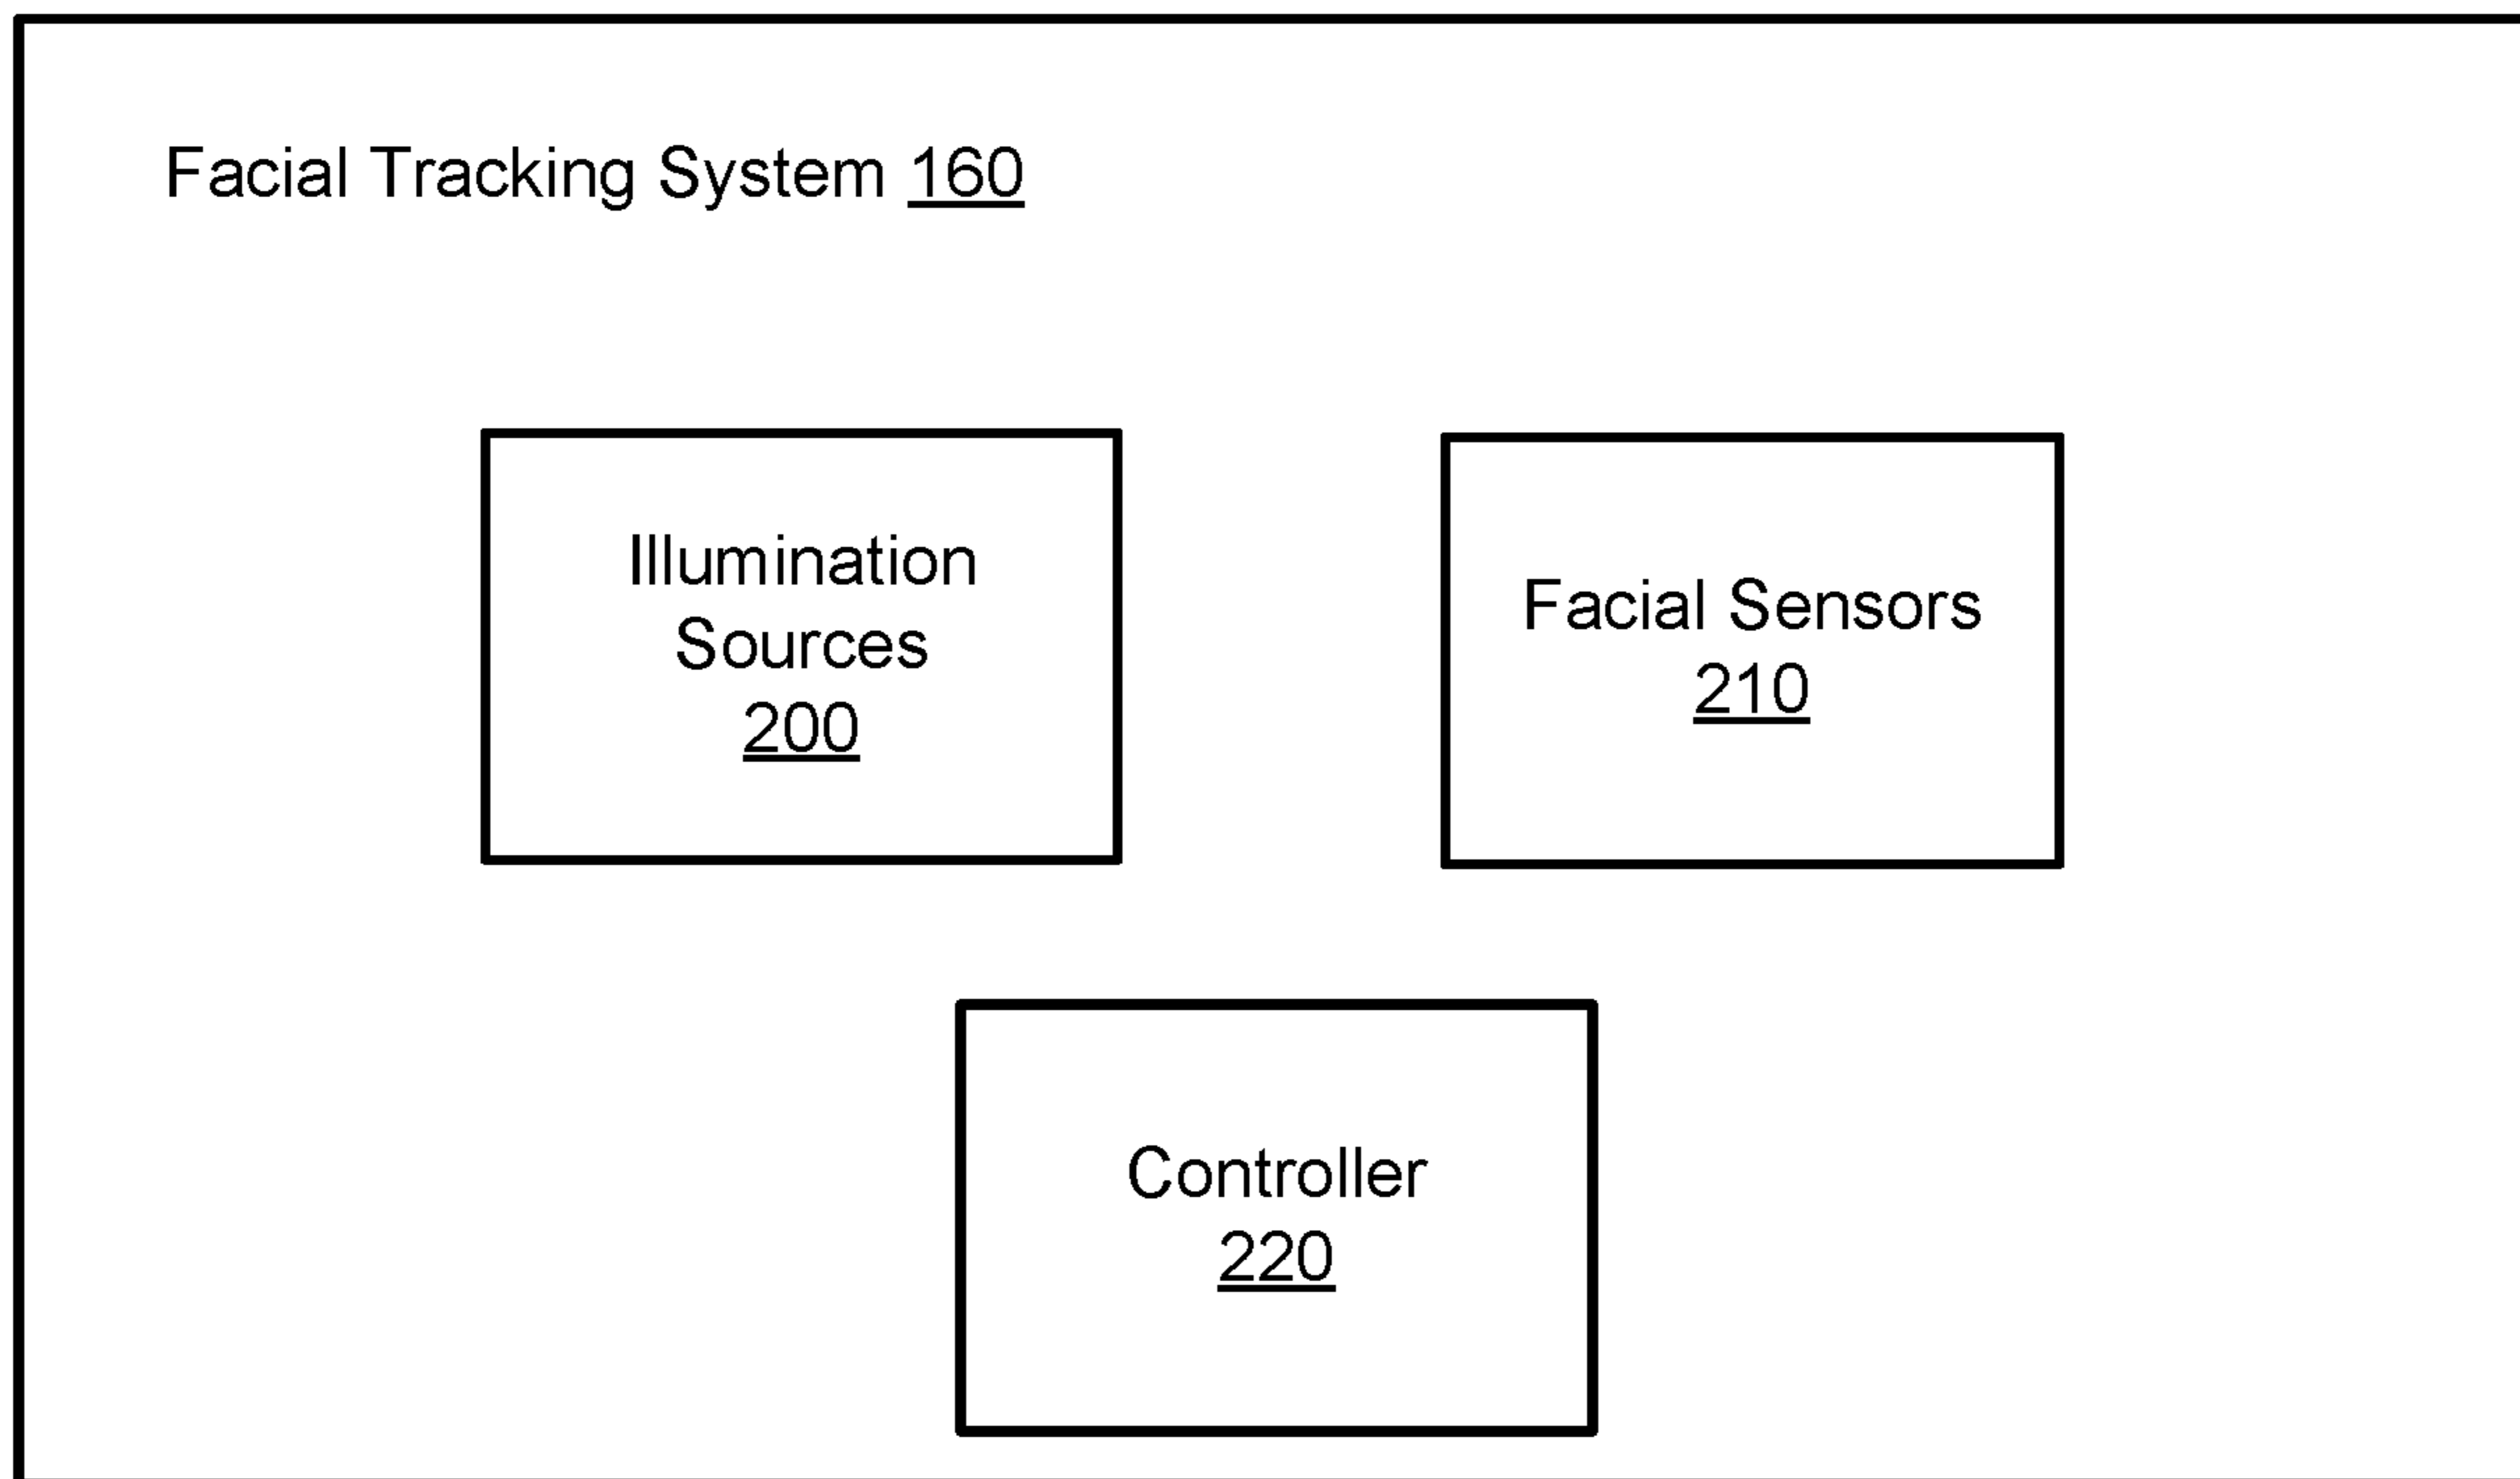 Facial Tracking System 160
Illumination
Sources
200
Facial Sensors
210
Controller
220